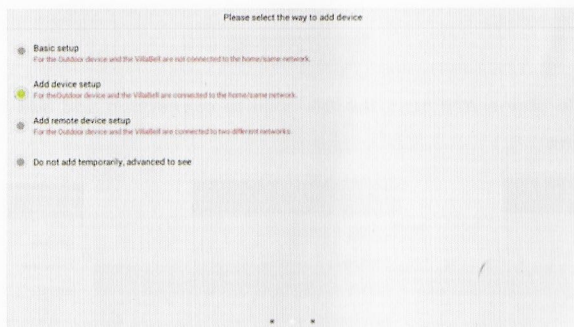 Please select the way to add device
Basic setup
For the Outdoor device and the VillaBell are not connected to the home/same network.
Add device setup
For theOutdoor device and the VillaBell are connected to the home/same network.
Add remote device setup
For the Outdoor device and the VillaBell are connected to two different networks.
Do not add temporarily, advanced to see